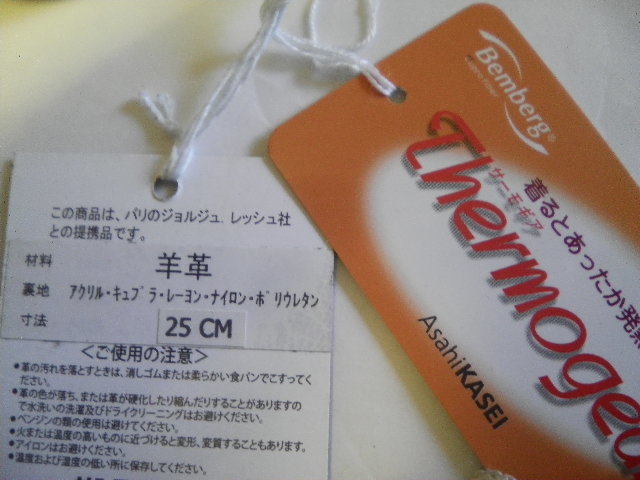 この商品は、パリのジョルジュ. レッシュ社
との提携品です。
材料 羊革
裏地 アクリル・キュプラ・レーヨン・ナイロン・ポリウレタン
寸法 25 CM
<ご使用の注意>
●革の汚れを落とすときは、消しゴムまたは柔らかい食パンでこすってく
ださい。
●革の色が落ち、または革が硬化したり縮んだりすることがありますの
で水洗いの洗濯及びドライクリーニングはお避けください。
●ベンジンの類の使用は避けてください。
●火または温度の高いものに近づけると変形、変質することもあります。
●アイロンはお避けください。
●温度および湿度の低い所に保存してください。
Bemberg®
着るとあったか発熱
サーモギア
Thermogear
AsahiKASEI